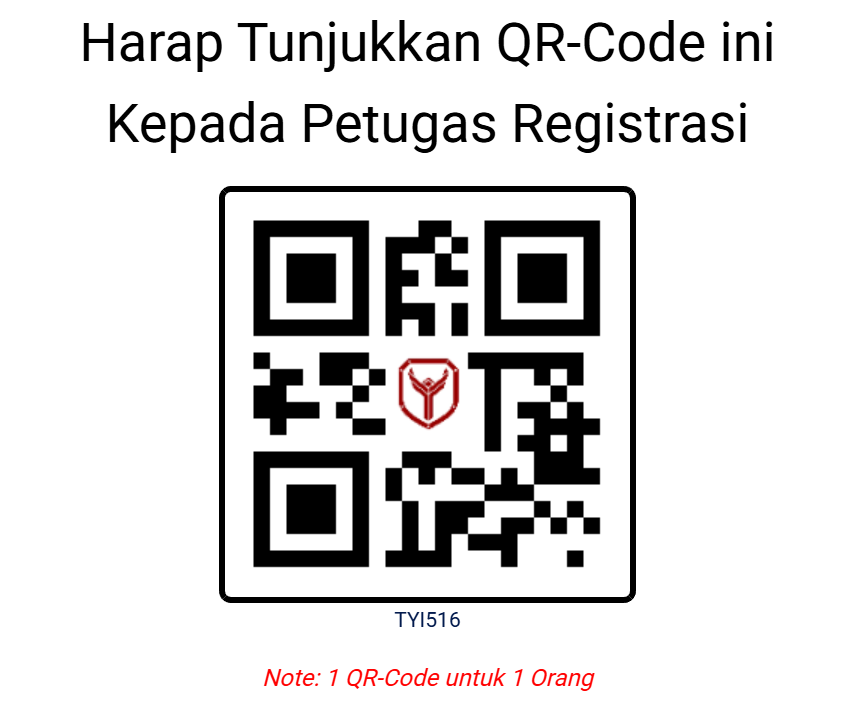 Harap Tunjukkan QR-Code ini
Kepada Petugas Registrasi
TYI516
Note: 1 QR-Code untuk 1 Orang